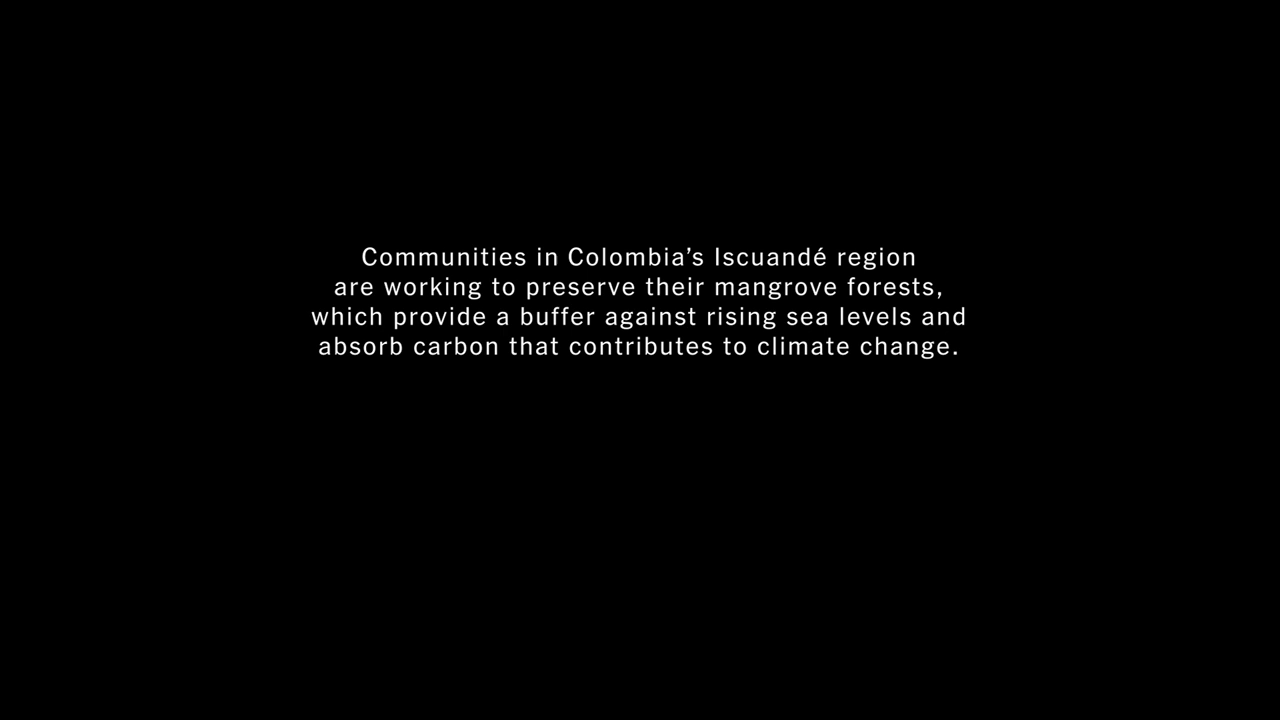 Communities in Colombia’s Iscuandé region
are working to preserve their mangrove forests,
which provide a buffer against rising sea levels and
absorb carbon that contributes to climate change.